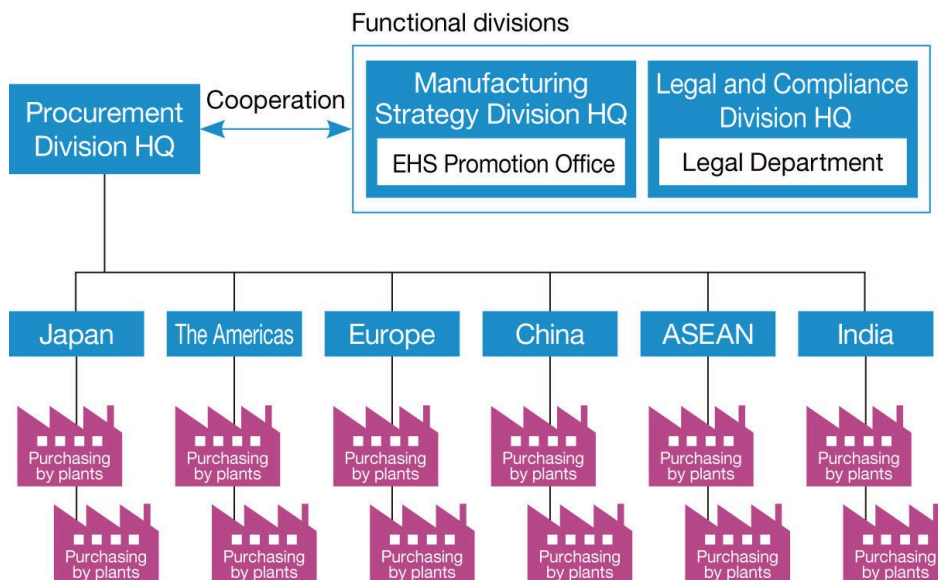 Functional divisions
Procurement
Division HQ
Cooperation
Manufacturing
Strategy Division HQ
EHS Promotion Office
Legal and Compliance
Division HQ
Legal Department
Japan
The Americas
Europe
China
ASEAN
India
Purchasing
by plants
Purchasing
by plants
Purchasing
by plants
Purchasing
by plants
Purchasing
by plants
Purchasing
by plants
Purchasing
by plants
Purchasing
by plants
Purchasing
by plants
Purchasing
by plants
Purchasing
by plants
Purchasing
by plants